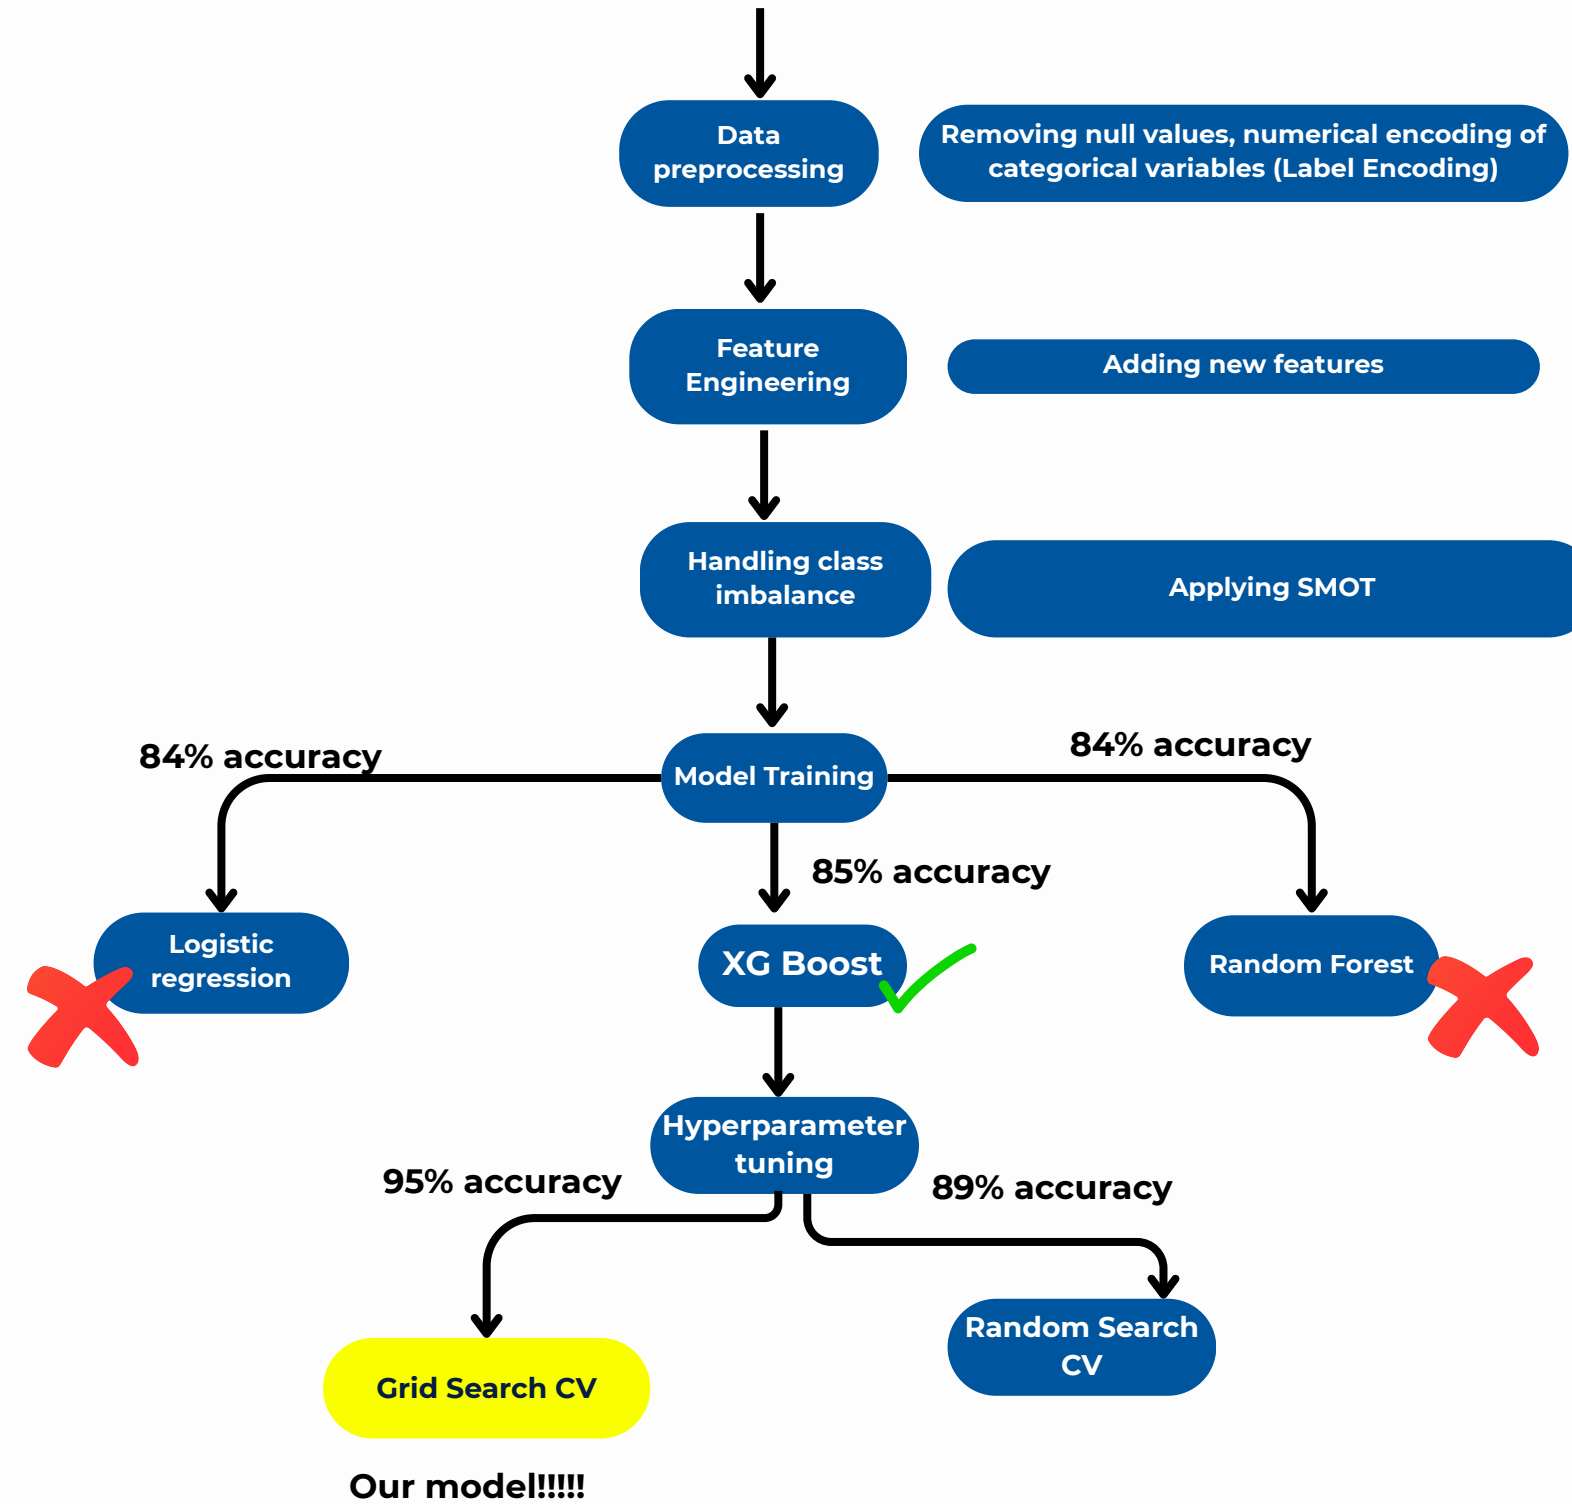 Data
preprocessing
Removing null values, numerical encoding of
categorical variables (Label Encoding)
Feature
Engineering
Adding new features
Handling class
imbalance
Applying SMOT
84% accuracy
Model Training
84% accuracy
85% accuracy
Logistic
regression
XG Boost
Random Forest
Hyperparameter
tuning
95% accuracy
89% accuracy
Grid Search CV
Random Search
CV
Our model!!!!!